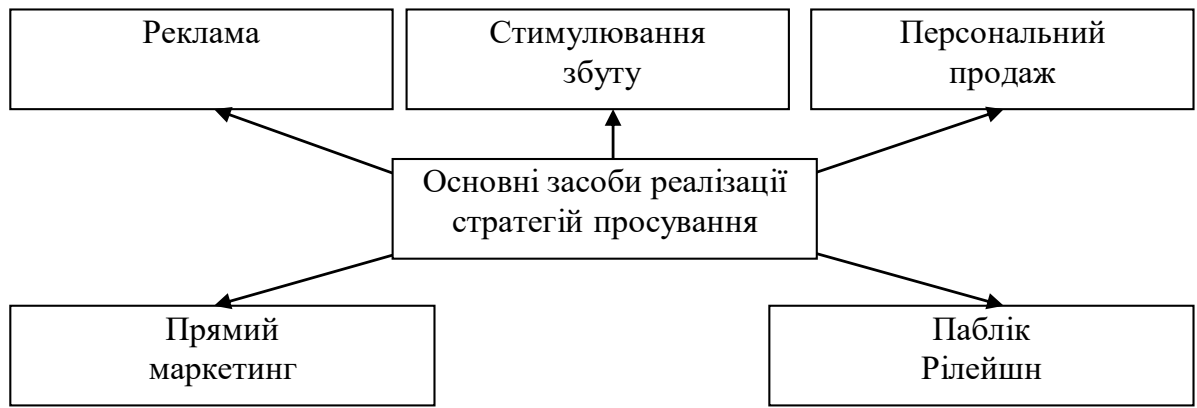 Реклама
Стимулювання
збуту
Персональний
продаж
Основні засоби реалізації
стратегій просування
Прямий
маркетинг
Паблік
Рілейшн